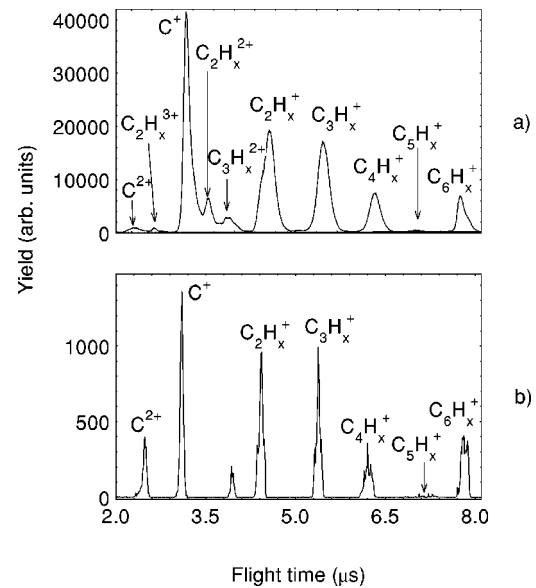 40000
30000
20000
10000
0
Yield (arb. units)
C²⁺
C₂Hₓ³⁺
C⁺
C₂Hₓ²⁺
C₃Hₓ²⁺
C₂Hₓ⁺
C₃Hₓ⁺
C₄Hₓ⁺
C₅Hₓ⁺
C₆Hₓ⁺
a)
1000
500
0
C²⁺
C⁺
C₂Hₓ⁺
C₃Hₓ⁺
C₄Hₓ⁺
C₅Hₓ⁺
C₆Hₓ⁺
b)
2.0 3.5 5.0 6.5 8.0
Flight time (μs)